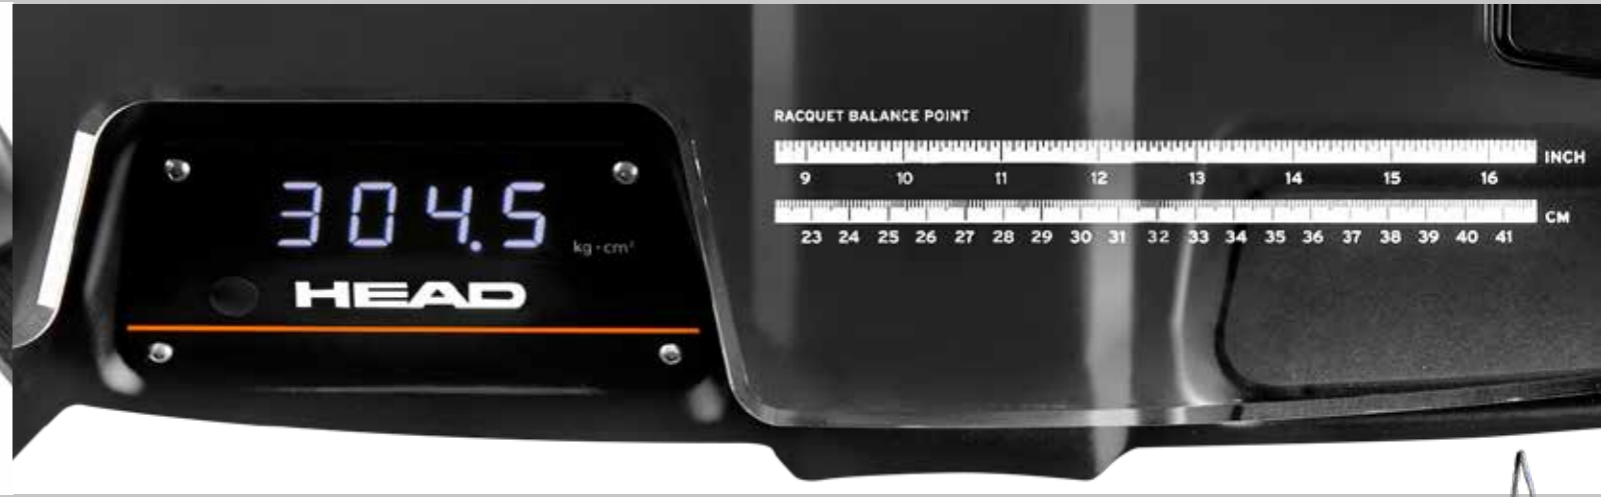 304.5
kg·cm²
HEAD
RACQUET BALANCE POINT
INCH
9 10 11 12 13 14 15 16
CM
23 24 25 26 27 28 29 30 31 32 33 34 35 36 37 38 39 40 41